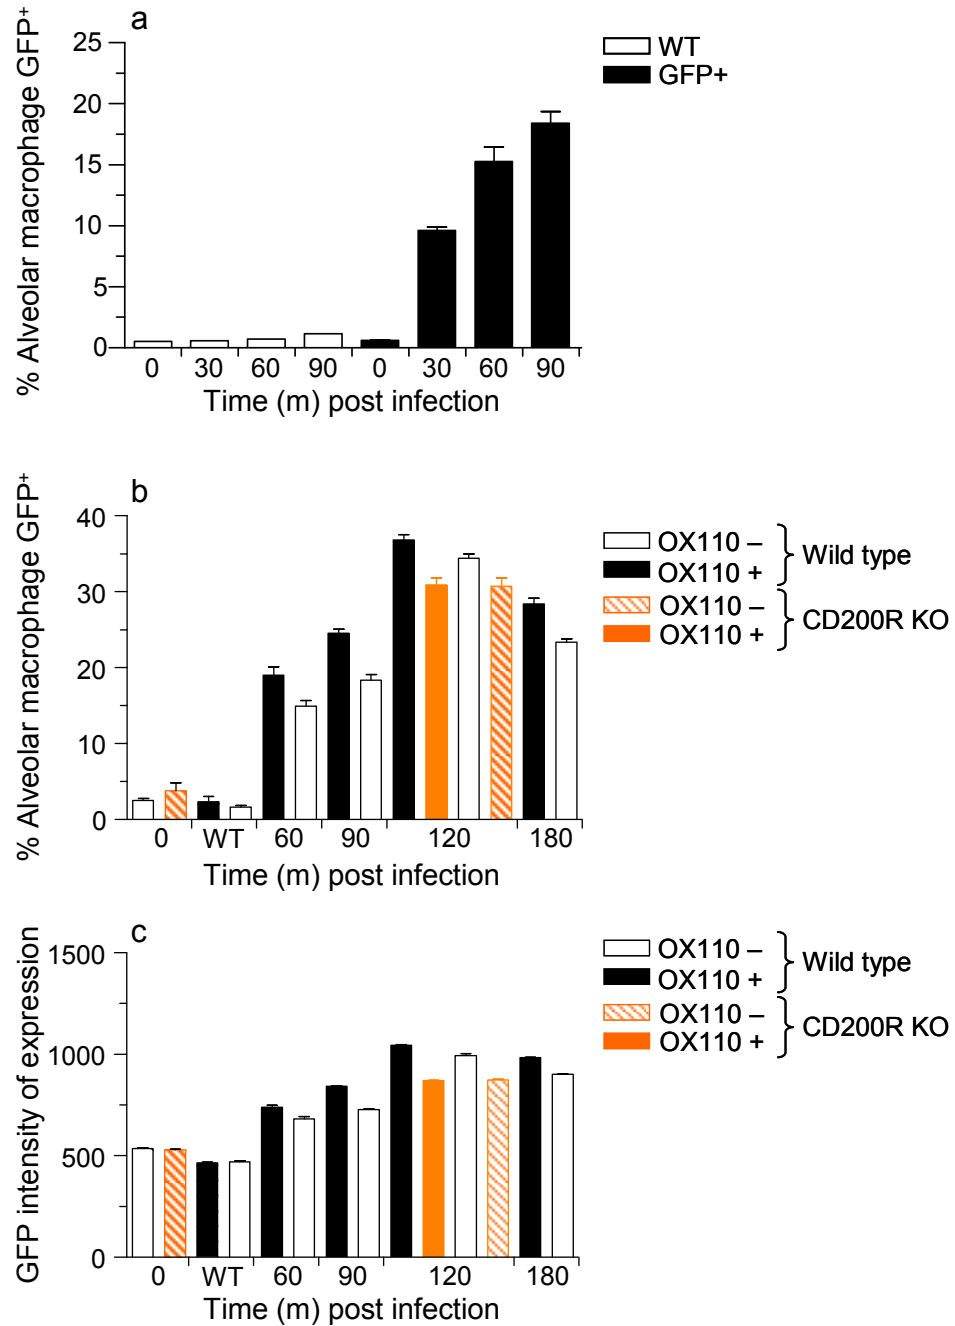 a
% Alveolar macrophage GFP⁺
25
20
15
10
5
0
0 30 60 90 0 30 60 90
Time (m) post infection
WT
GFP+
b
% Alveolar macrophage GFP⁺
40
30
20
10
0
0 WT 60 90 120 180
Time (m) post infection
OX110 –
OX110 +
Wild type
OX110 –
OX110 +
CD200R KO
c
GFP intensity of expression
1500
1000
500
0
0 WT 60 90 120 180
Time (m) post infection
OX110 –
OX110 +
Wild type
OX110 –
OX110 +
CD200R KO